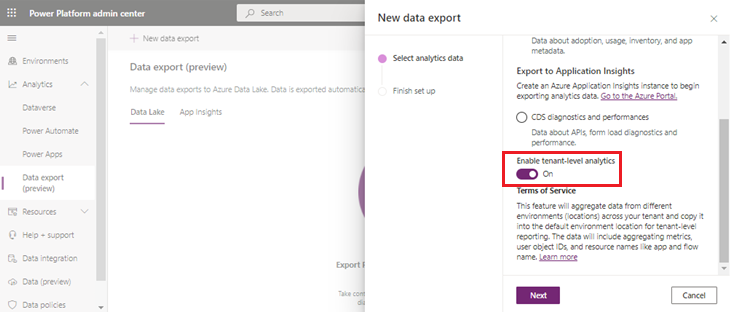 Power Platform admin center
Search
Environments
Analytics
Dataverse
Power Automate
Power Apps
Data export
(preview)
Resources
Help + support
Data integration
Data (preview)
Data policies
New data export
Data export (preview)
Manage data exports to Azure Data Lake. Data is exported automatica
Data Lake
App Insights
Export
Take cont
New data export
Select analytics data
Finish set up
Data about adoption, usage, inventory, and app
metadata.
Export to Application Insights
Create an Azure Application Insights instance to begin
exporting analytics data. Go to the Azure Portal.
CDS diagnostics and performances
Data about APIs, form load diagnostics and
performance.
Enable tenant-level analytics
On
Terms of Service
This feature will aggregate data from different
environments (locations) across your tenant and copy it
into the default environment location for tenant-level
reporting. The data will include aggregating metrics,
user object IDs, and resource names like app and flow
name. Learn more
Next
Cancel